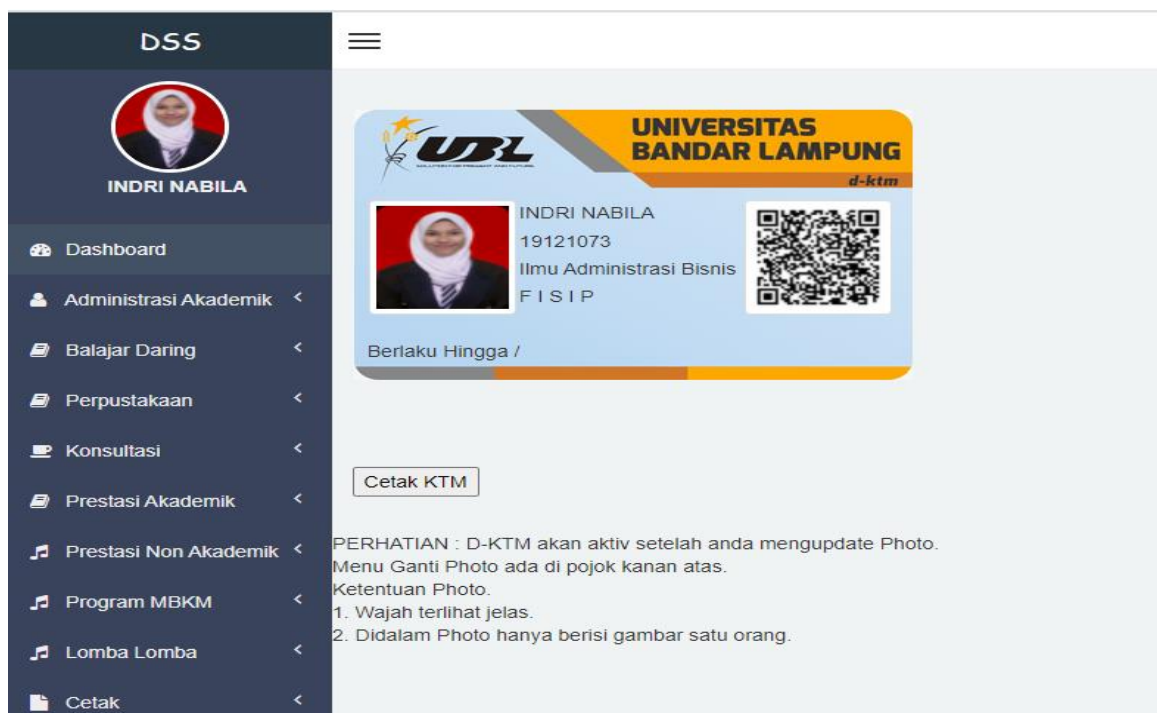 DSS
INDRI NABILA
Dashboard
Administrasi Akademik
Balajar Daring
Perpustakaan
Konsultasi
Prestasi Akademik
Prestasi Non Akademik
Program MBKM
Lomba Lomba
Cetak
UBL
UNIVERSITAS
BANDAR LAMPUNG
d-ktm
INDRI NABILA
19121073
Ilmu Administrasi Bisnis
F I S I P
Berlaku Hingga /
Cetak KTM
PERHATIAN : D-KTM akan aktiv setelah anda mengupdate Photo.
Menu Ganti Photo ada di pojok kanan atas.
Ketentuan Photo.
1. Wajah terlihat jelas.
2. Didalam Photo hanya berisi gambar satu orang.